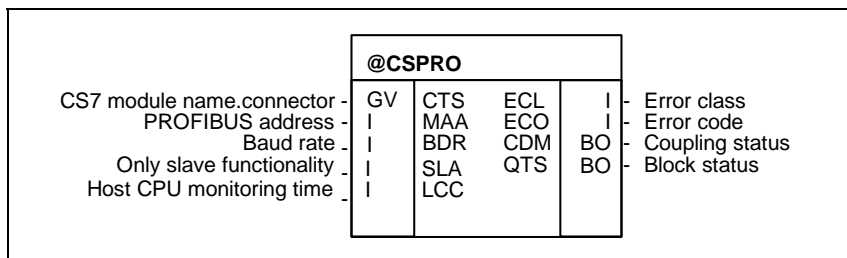 @CSPRO
CS7 module name.connector - GV CTS ECL I - Error class
PROFIBUS address - I MAA ECO I - Error code
Baud rate - I BDR CDM BO - Coupling status
Only slave functionality - I SLA QTS BO - Block status
Host CPU monitoring time - I LCC